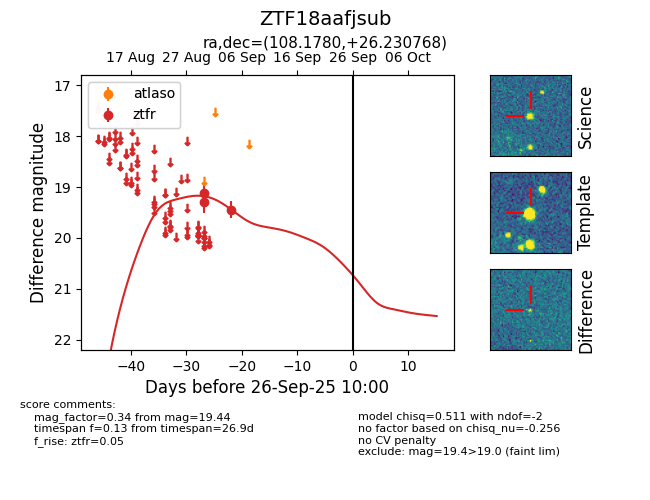 ZTF18aafjsub
ra,dec=(108.1780,+26.230768)
17 Aug 27 Aug 06 Sep 16 Sep 26 Sep 06 Oct
17
18
19
20
21
22
Difference magnitude
atlaso
ztfr
−40 −30 −20 −10 0 10
Days before 26-Sep-25 10:00
Science
Template
Difference
score comments:
mag_factor=0.34 from mag=19.44
timespan f=0.13 from timespan=26.9d
f_rise: ztfr=0.05
model chisq=0.511 with ndof=-2
no factor based on chisq_nu=-0.256
no CV penalty
exclude: mag=19.4>19.0 (faint lim)